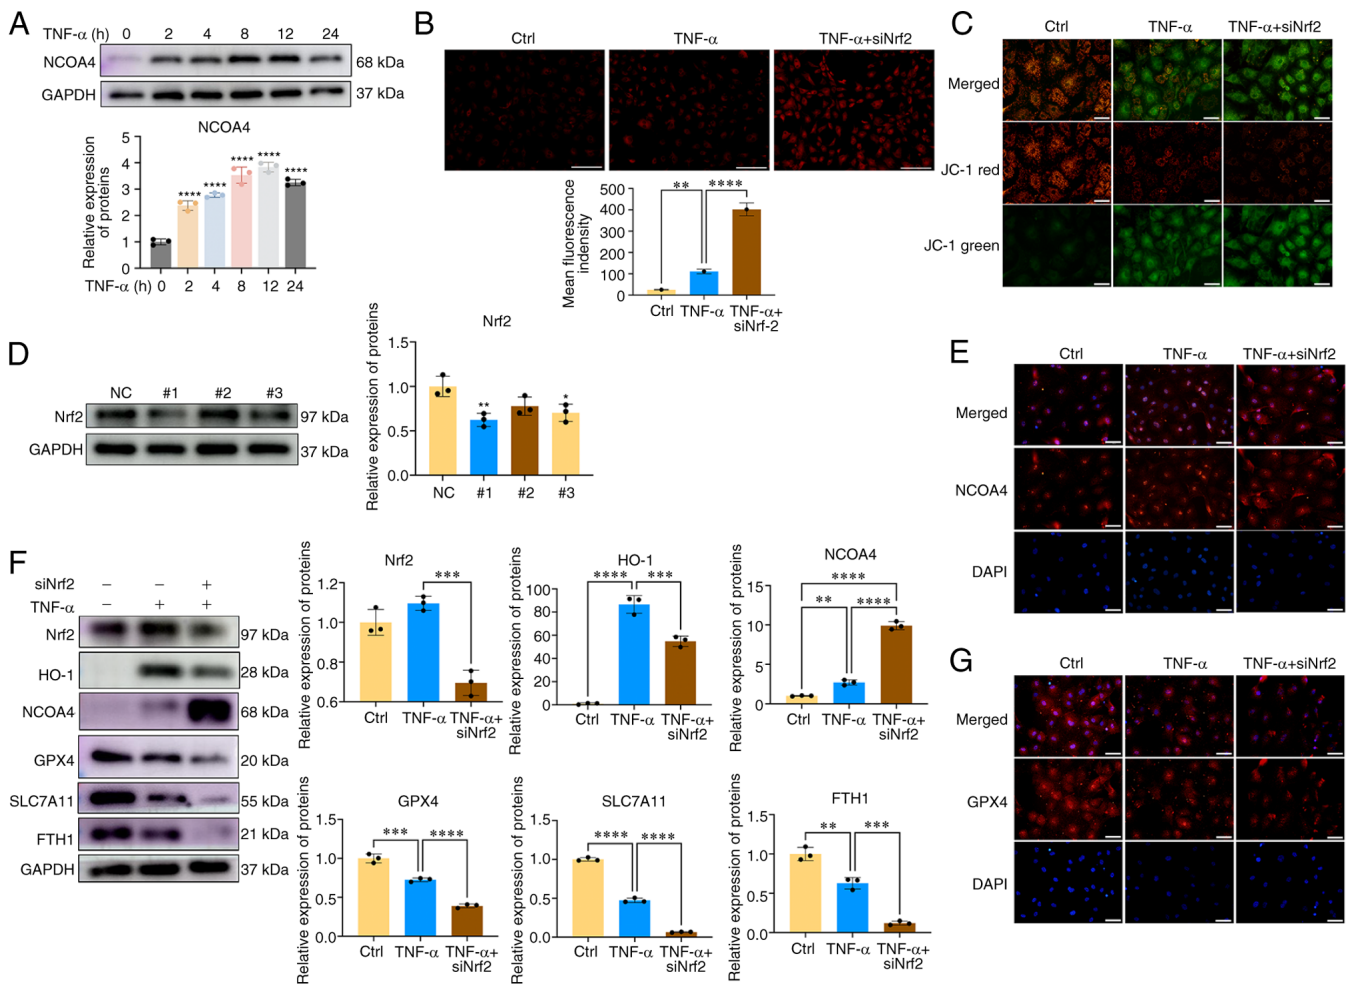 A
TNF-α (h) 0 2 4 8 12 24
NCOA4 68 kDa
GAPDH 37 kDa
NCOA4
Relative expression
of proteins
5
4
3
2
1
0
**** **** **** **** ****
TNF-α (h) 0 2 4 8 12 24
B
Ctrl TNF-α TNF-α+siNrf2
Mean fluorescence
indensity
500
400
300
200
100
0
** ****
Ctrl TNF-α TNF-α+
siNrf-2
C
Ctrl TNF-α TNF-α+siNrf2
Merged
JC-1 red
JC-1 green
D
NC #1 #2 #3
Nrf2 97 kDa
GAPDH 37 kDa
Nrf2
Relative expression of proteins
1.5
1.0
0.5
0.0
** *
NC #1 #2 #3
E
Ctrl TNF-α TNF-α+siNrf2
Merged
NCOA4
DAPI
F
siNrf2 − − +
TNF-α − + +
Nrf2 97 kDa
HO-1 28 kDa
NCOA4 68 kDa
GPX4 20 kDa
SLC7A11 55 kDa
FTH1 21 kDa
GAPDH 37 kDa
Nrf2
Relative expression of proteins
1.2
1.0
0.8
0.6
***
Ctrl TNF-α TNF-α+
siNrf2
HO-1
Relative expression of proteins
100
80
60
40
20
0
**** ***
Ctrl TNF-α TNF-α+
siNrf2
NCOA4
Relative expression of proteins
15
10
5
0
****
** ****
Ctrl TNF-α TNF-α+
siNrf2
GPX4
Relative expression of proteins
1.5
1.0
0.5
0.0
*** ****
Ctrl TNF-α TNF-α+
siNrf2
SLC7A11
Relative expression of proteins
1.5
1.0
0.5
0.0
**** ****
Ctrl TNF-α TNF-α+
siNrf2
FTH1
Relative expression of proteins
1.5
1.0
0.5
0.0
** ***
Ctrl TNF-α TNF-α+
siNrf2
G
Ctrl TNF-α TNF-α+siNrf2
Merged
GPX4
DAPI